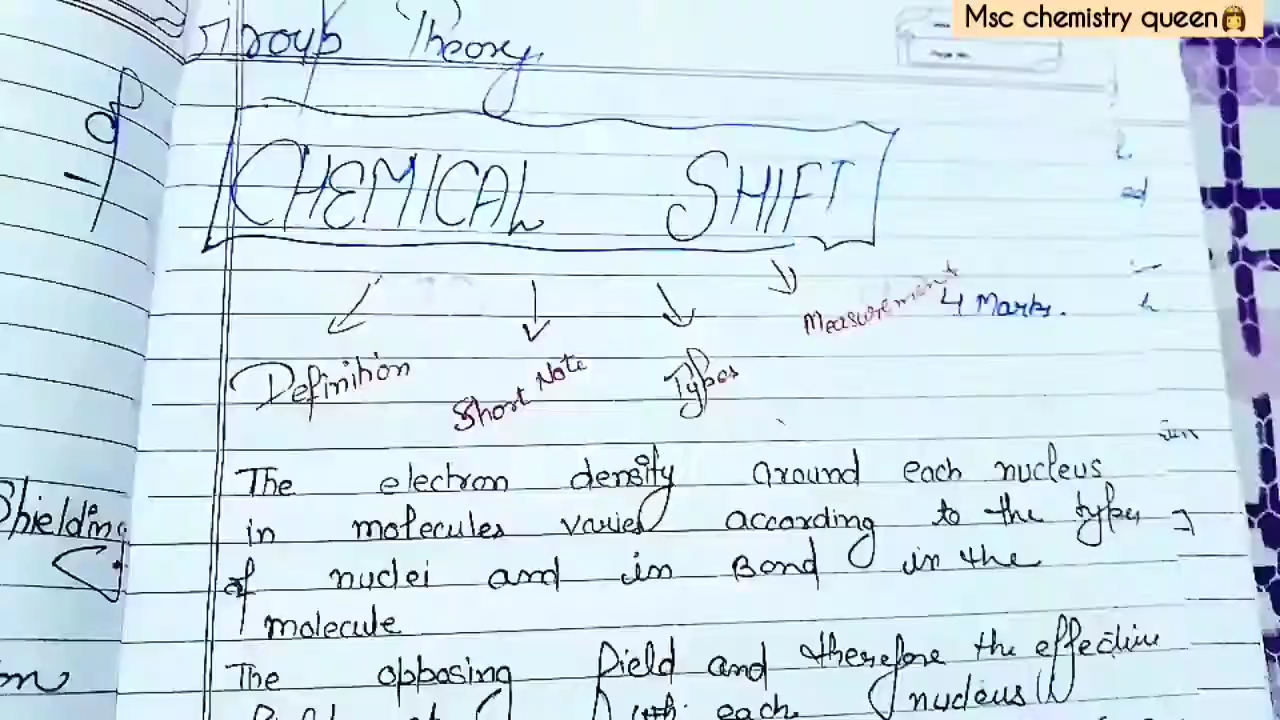 Msc chemistry queen👸
Group Theory
CHEMICAL SHIFT
Definition
Short Note
Types
Measurement
4 Marks.
The electron density around each nucleus
in molecules varies according to the types
of nuclei and in Bond in the
molecule
The opposing field and therefore the effective
each nucleus
Shielding